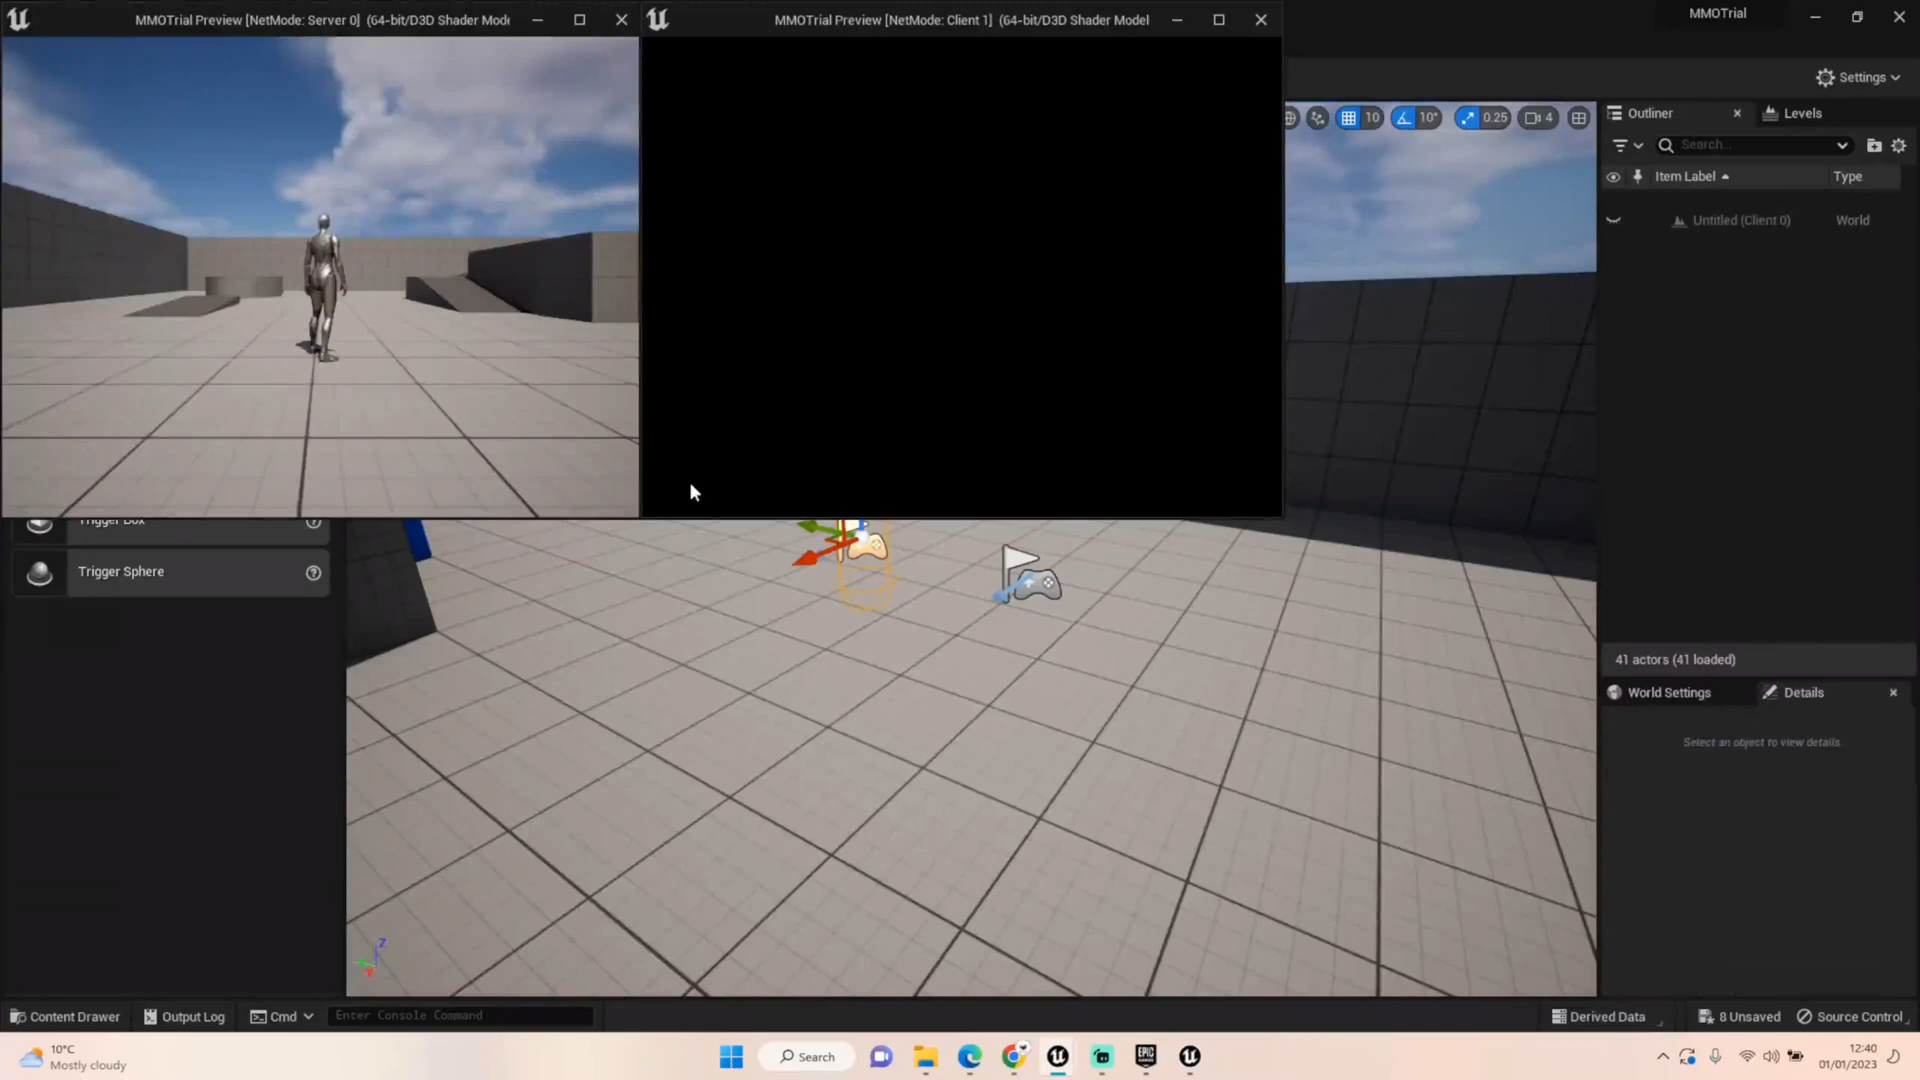 MMOTrial Preview [NetMode: Server 0]  (64-bit/D3D Shader Mode
MMOTrial Preview [NetMode: Client 1]  (64-bit/D3D Shader Model
MMOTrial
Settings
10
10°
0.25
4
Outliner
Levels
Search...
Item Label
Type
Untitled (Client 0)
World
Trigger Box
Trigger Sphere
41 actors (41 loaded)
World Settings
Details
Select an object to view details.
Z
Content Drawer
Output Log
Cmd
Enter Console Command
Derived Data
8 Unsaved
Source Control
10°C
Mostly cloudy
Search
EPIC
12:40
01/01/2023